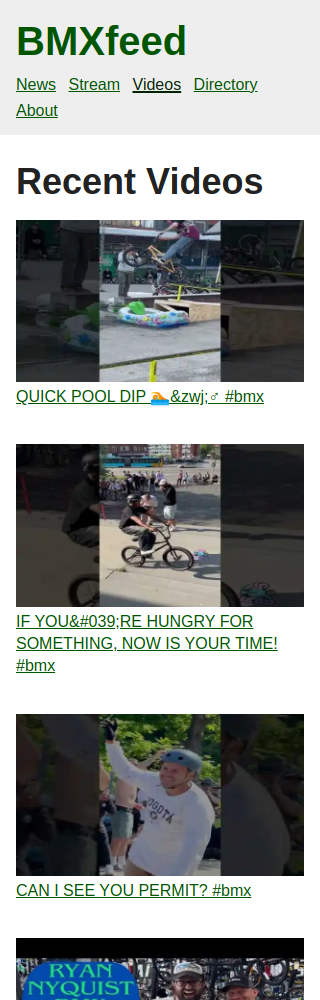 BMXfeed
News Stream Videos Directory
About
Recent Videos
QUICK POOL DIP 🏊&zwj;♂ #bmx
IF YOU&#039;RE HUNGRY FOR
SOMETHING, NOW IS YOUR TIME!
#bmx
CAN I SEE YOU PERMIT? #bmx
RYAN
NYQUIST